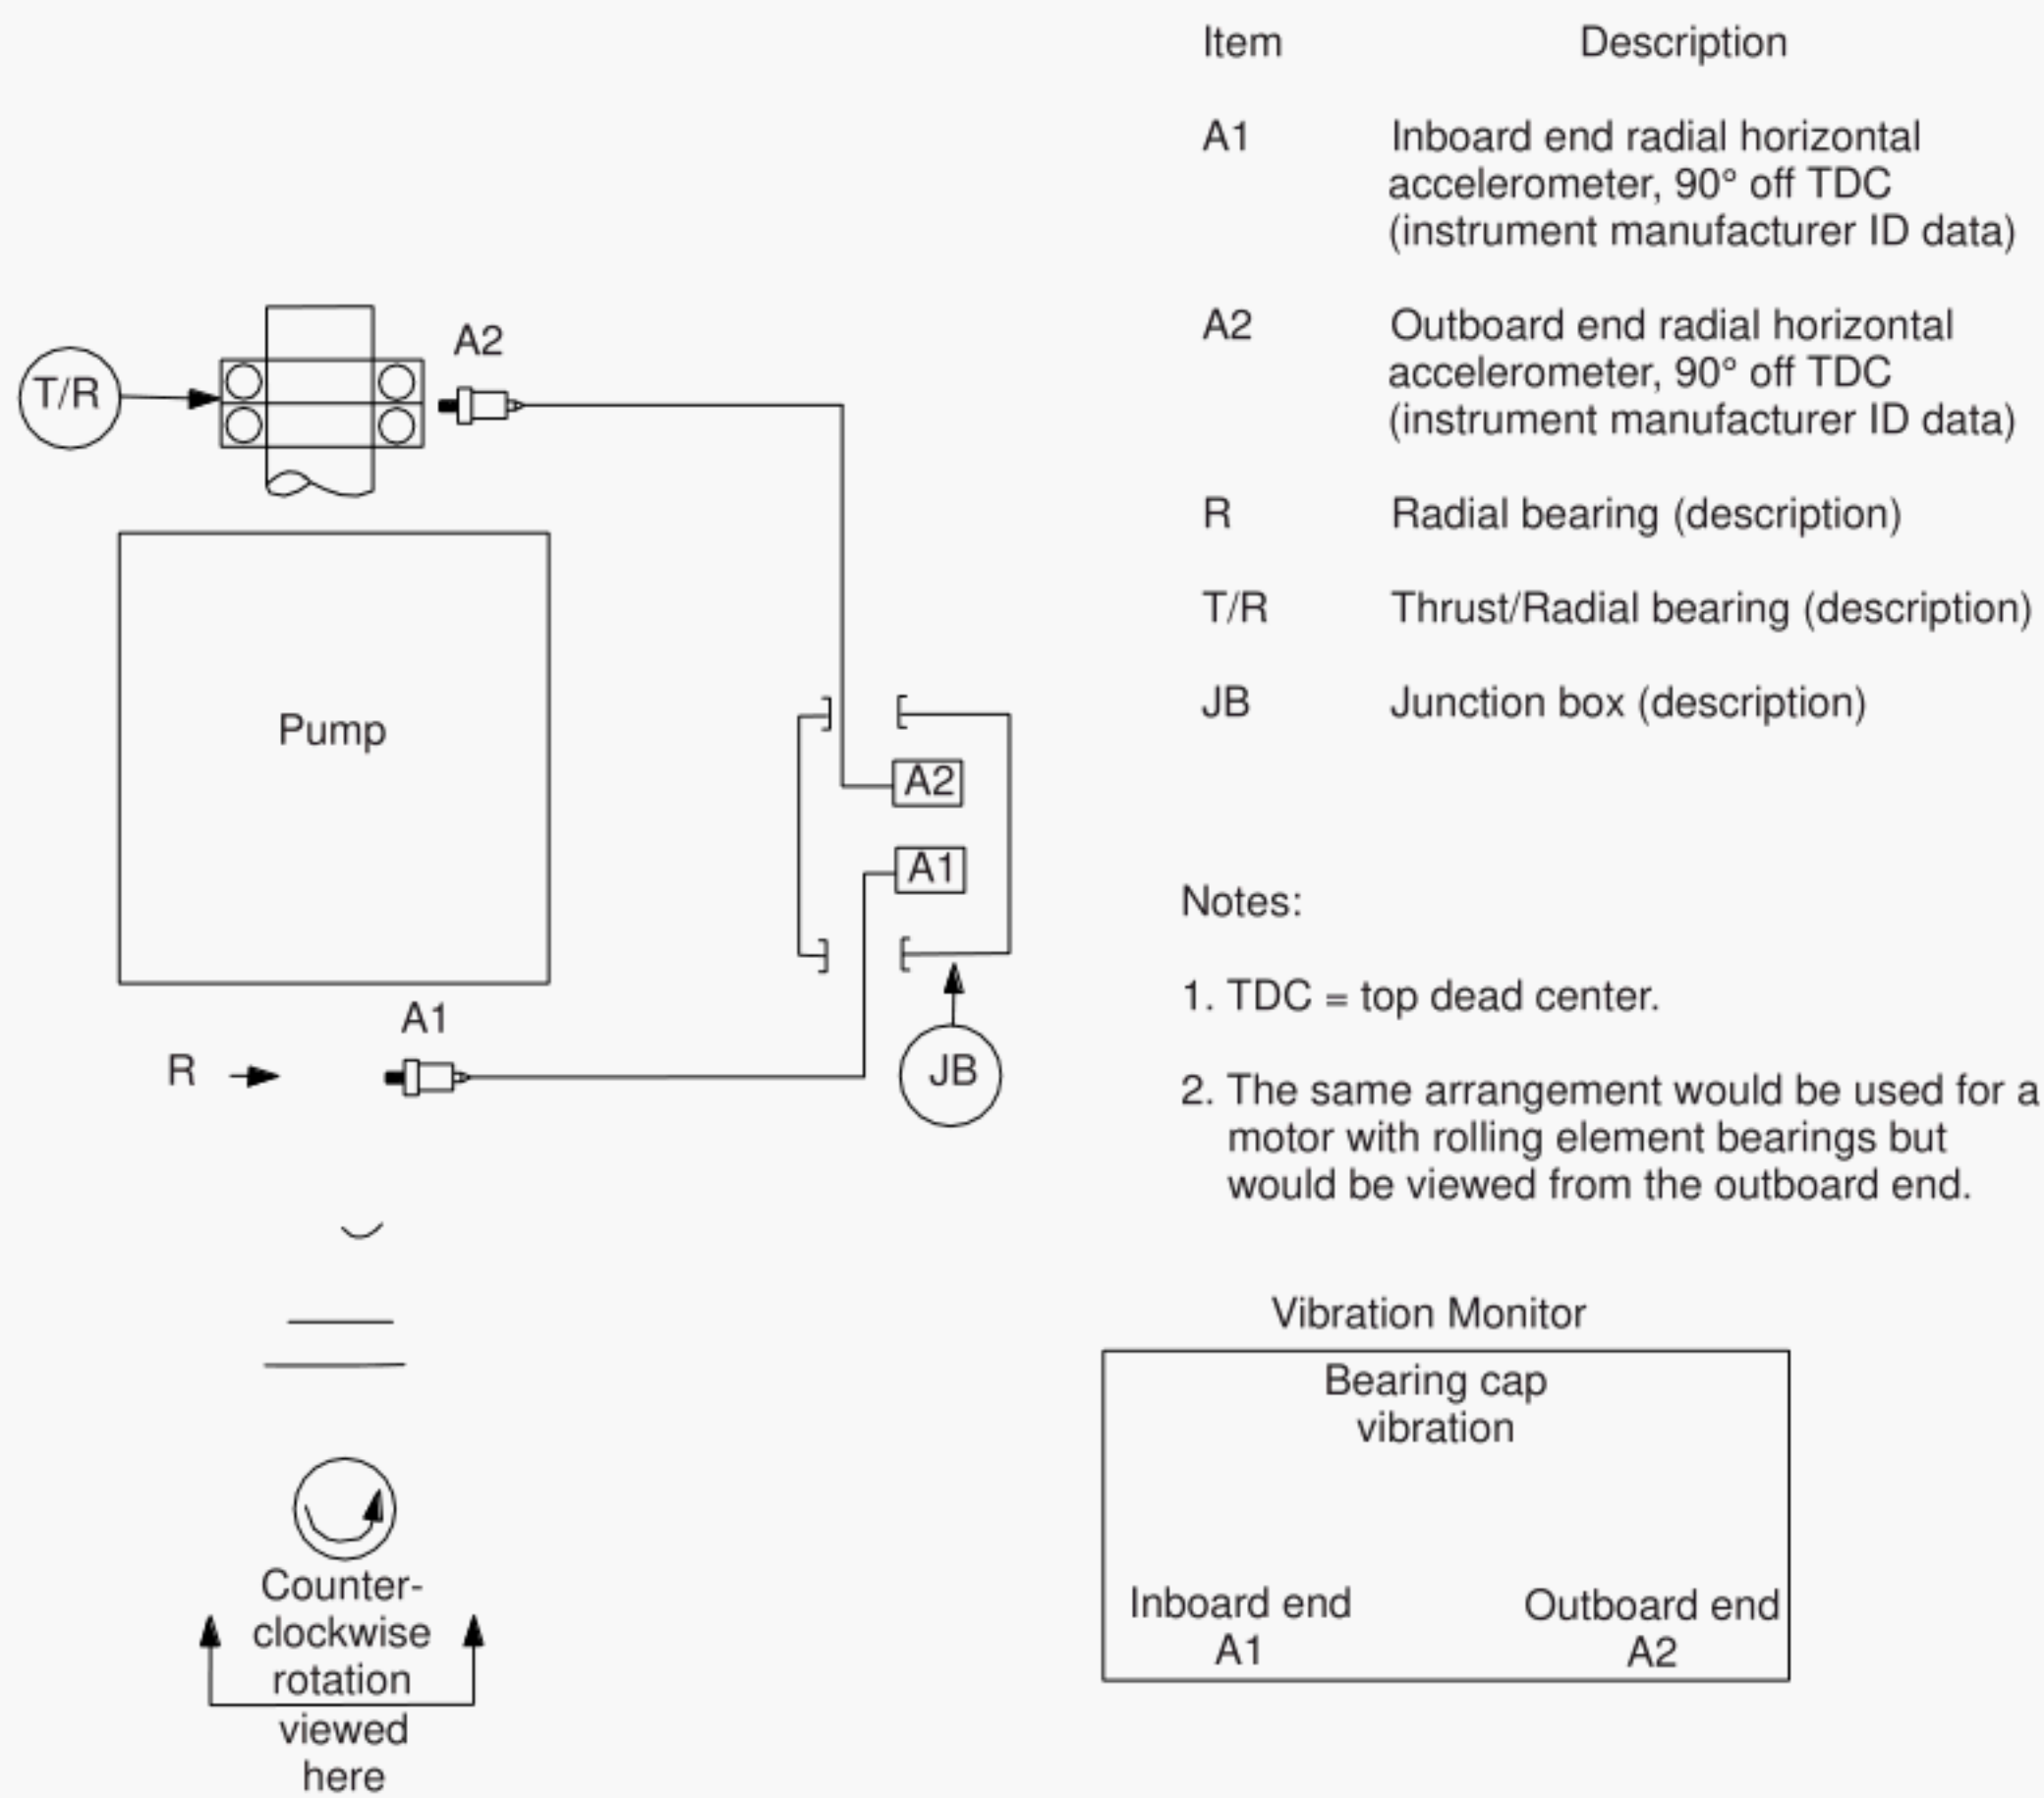 Item Description
A1 Inboard end radial horizontal
accelerometer, 90° off TDC
(instrument manufacturer ID data)
A2 Outboard end radial horizontal
accelerometer, 90° off TDC
(instrument manufacturer ID data)
R Radial bearing (description)
T/R Thrust/Radial bearing (description)
JB Junction box (description)
T/R
A2
Pump
A2
A1
A1
R
JB
Notes:
1. TDC = top dead center.
2. The same arrangement would be used for a
motor with rolling element bearings but
would be viewed from the outboard end.
Counter-
clockwise
rotation
viewed
here
Vibration Monitor
Bearing cap
vibration
Inboard end
A1
Outboard end
A2